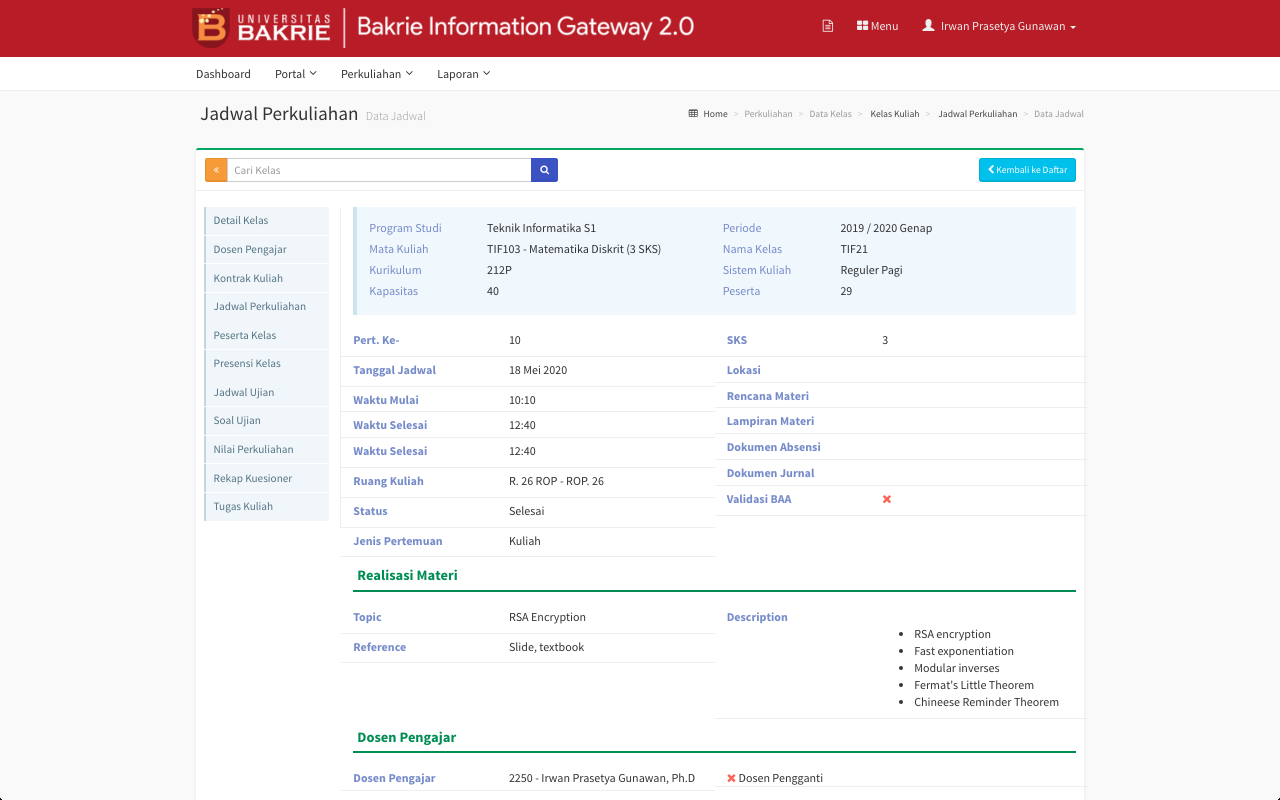 UNIVERSITAS
BAKRIE
Bakrie Information Gateway 2.0
Menu
Irwan Prasetya Gunawan
Dashboard
Portal
Perkuliahan
Laporan
Jadwal Perkuliahan Data Jadwal
Home > Perkuliahan > Data Kelas > Kelas Kuliah > Jadwal Perkuliahan > Data Jadwal
« Cari Kelas
Kembali ke Daftar
Detail Kelas
Dosen Pengajar
Kontrak Kuliah
Jadwal Perkuliahan
Peserta Kelas
Presensi Kelas
Jadwal Ujian
Soal Ujian
Nilai Perkuliahan
Rekap Kuesioner
Tugas Kuliah
Program Studi Teknik Informatika S1
Mata Kuliah TIF103 - Matematika Diskrit (3 SKS)
Kurikulum 212P
Kapasitas 40
Periode 2019 / 2020 Genap
Nama Kelas TIF21
Sistem Kuliah Reguler Pagi
Peserta 29
Pert. Ke- 10
Tanggal Jadwal 18 Mei 2020
Waktu Mulai 10:10
Waktu Selesai 12:40
Waktu Selesai 12:40
Ruang Kuliah R. 26 ROP - ROP. 26
Status Selesai
Jenis Pertemuan Kuliah
SKS 3
Lokasi
Rencana Materi
Lampiran Materi
Dokumen Absensi
Dokumen Jurnal
Validasi BAA
Realisasi Materi
Topic RSA Encryption
Reference Slide, textbook
Description
• RSA encryption
• Fast exponentiation
• Modular inverses
• Fermat's Little Theorem
• Chineese Reminder Theorem
Dosen Pengajar
Dosen Pengajar 2250 - Irwan Prasetya Gunawan, Ph.D
Dosen Pengganti